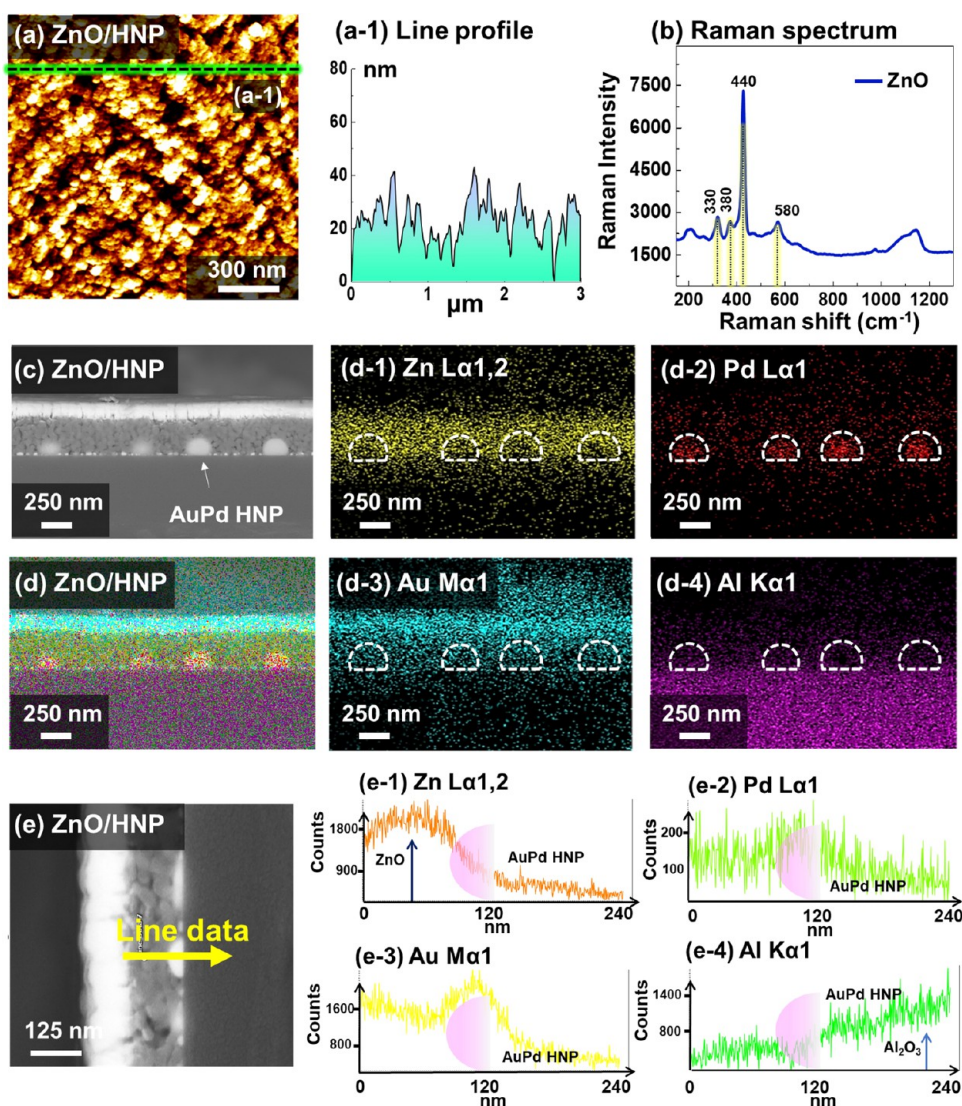 (a) ZnO/HNP
(a-1)
300 nm
(a-1) Line profile
nm
80
60
40
20
0
0 1 2 3
µm
(b) Raman spectrum
ZnO
440
330
380
580
7500
6000
4500
3000
1500
Raman Intensity
200 400 600 800 1000 1200
Raman shift (cm⁻¹)
(c) ZnO/HNP
AuPd HNP
250 nm
(d-1) Zn Lα1,2
250 nm
(d-2) Pd Lα1
250 nm
(d) ZnO/HNP
250 nm
(d-3) Au Mα1
250 nm
(d-4) Al Kα1
250 nm
(e) ZnO/HNP
Line data
125 nm
(e-1) Zn Lα1,2
Counts
1800
900
ZnO
AuPd HNP
0 120 240
nm
(e-2) Pd Lα1
Counts
200
100
AuPd HNP
0 120 240
nm
(e-3) Au Mα1
Counts
1600
800
AuPd HNP
0 120 240
nm
(e-4) Al Kα1
Counts
1400
800
AuPd HNP
Al₂O₃
0 120 240
nm